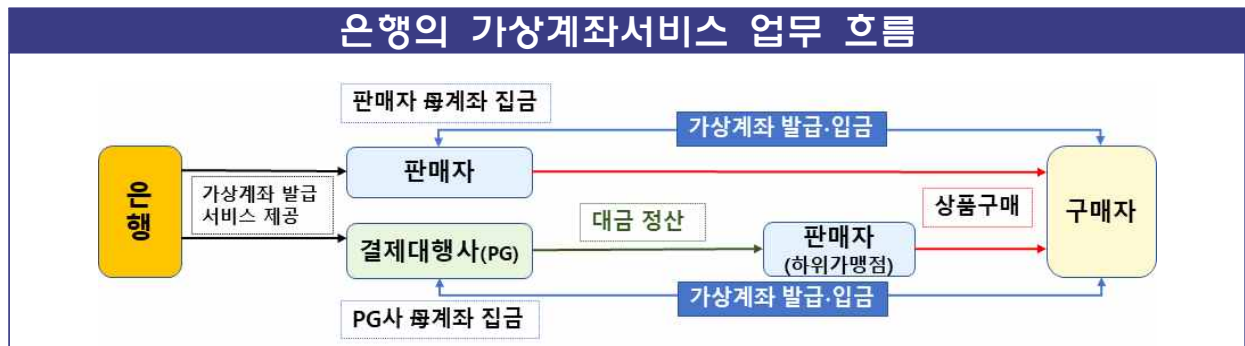 은행의 가상계좌서비스 업무 흐름
판매자 母계좌 집금
가상계좌 발급·입금
은행
가상계좌 발급
서비스 제공
판매자
상품구매
구매자
대금 정산
결제대행사(PG)
판매자
(하위가맹점)
가상계좌 발급·입금
PG사 母계좌 집금